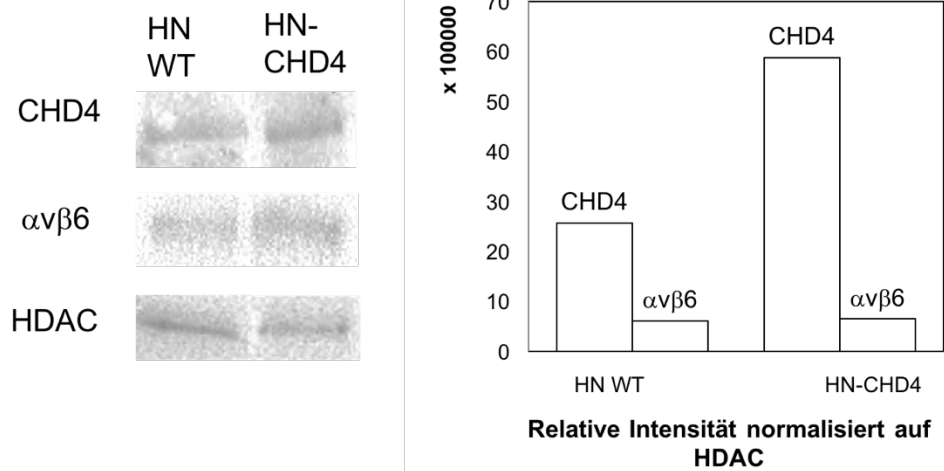 HN
WT
HN-
CHD4
CHD4
αvβ6
HDAC
x 100000
70
60
50
40
30
20
10
0
CHD4
αvβ6
CHD4
αvβ6
HN WT
HN-CHD4
Relative Intensität normalisiert auf
HDAC